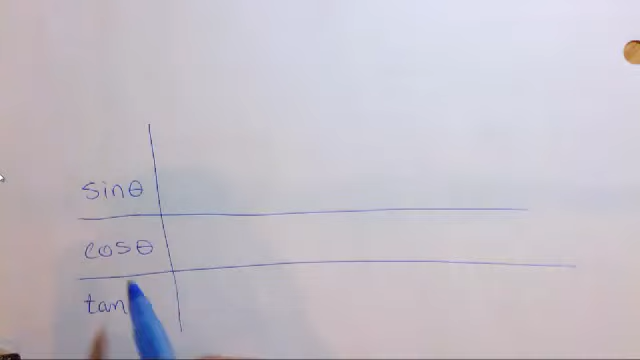 sinθ
cosθ
tan